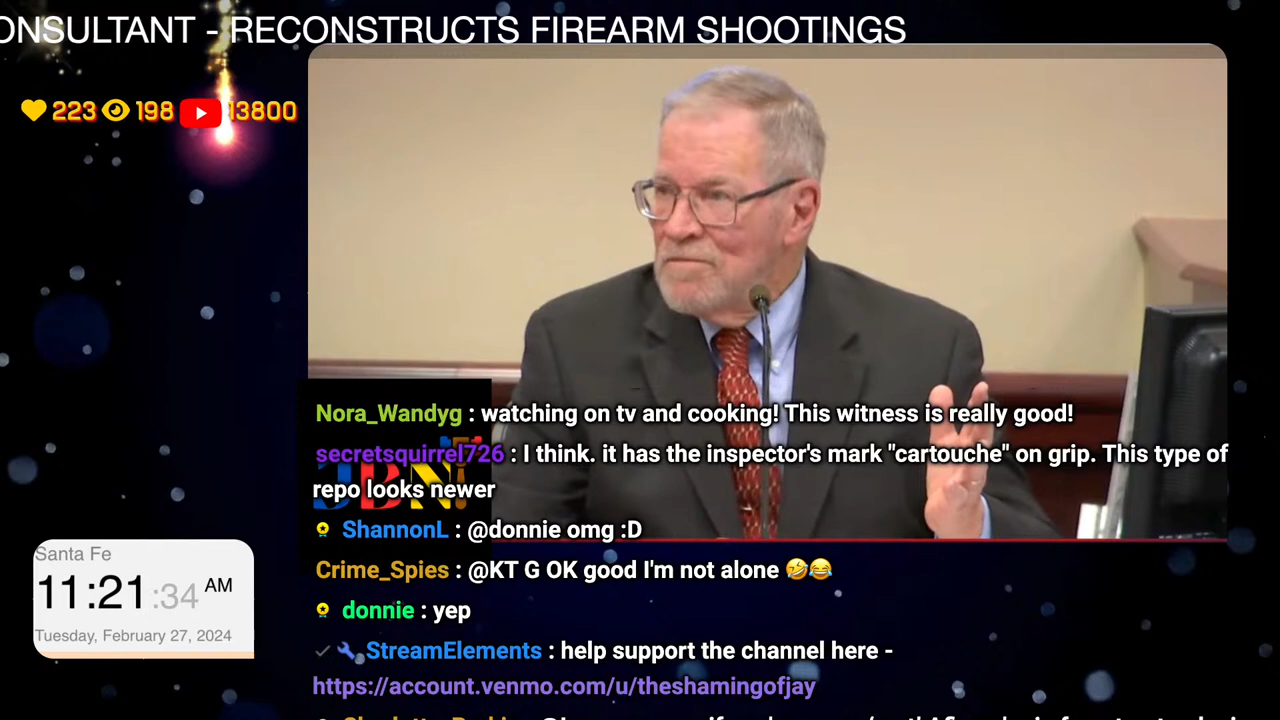 ONSULTANT - RECONSTRUCTS FIREARM SHOOTINGS
223 198 13800
Nora_Wandyg : watching on tv and cooking! This witness is really good!
secretsquirrel726 : I think. it has the inspector's mark "cartouche" on grip. This type of
repo looks newer
JBN!
ShannonL : @donnie omg :D
Crime_Spies : @KT G OK good I'm not alone 🤣😂
donnie : yep
StreamElements : help support the channel here -
https://account.venmo.com/u/theshamingofjay
Santa Fe
11:21:34 AM
Tuesday, February 27, 2024